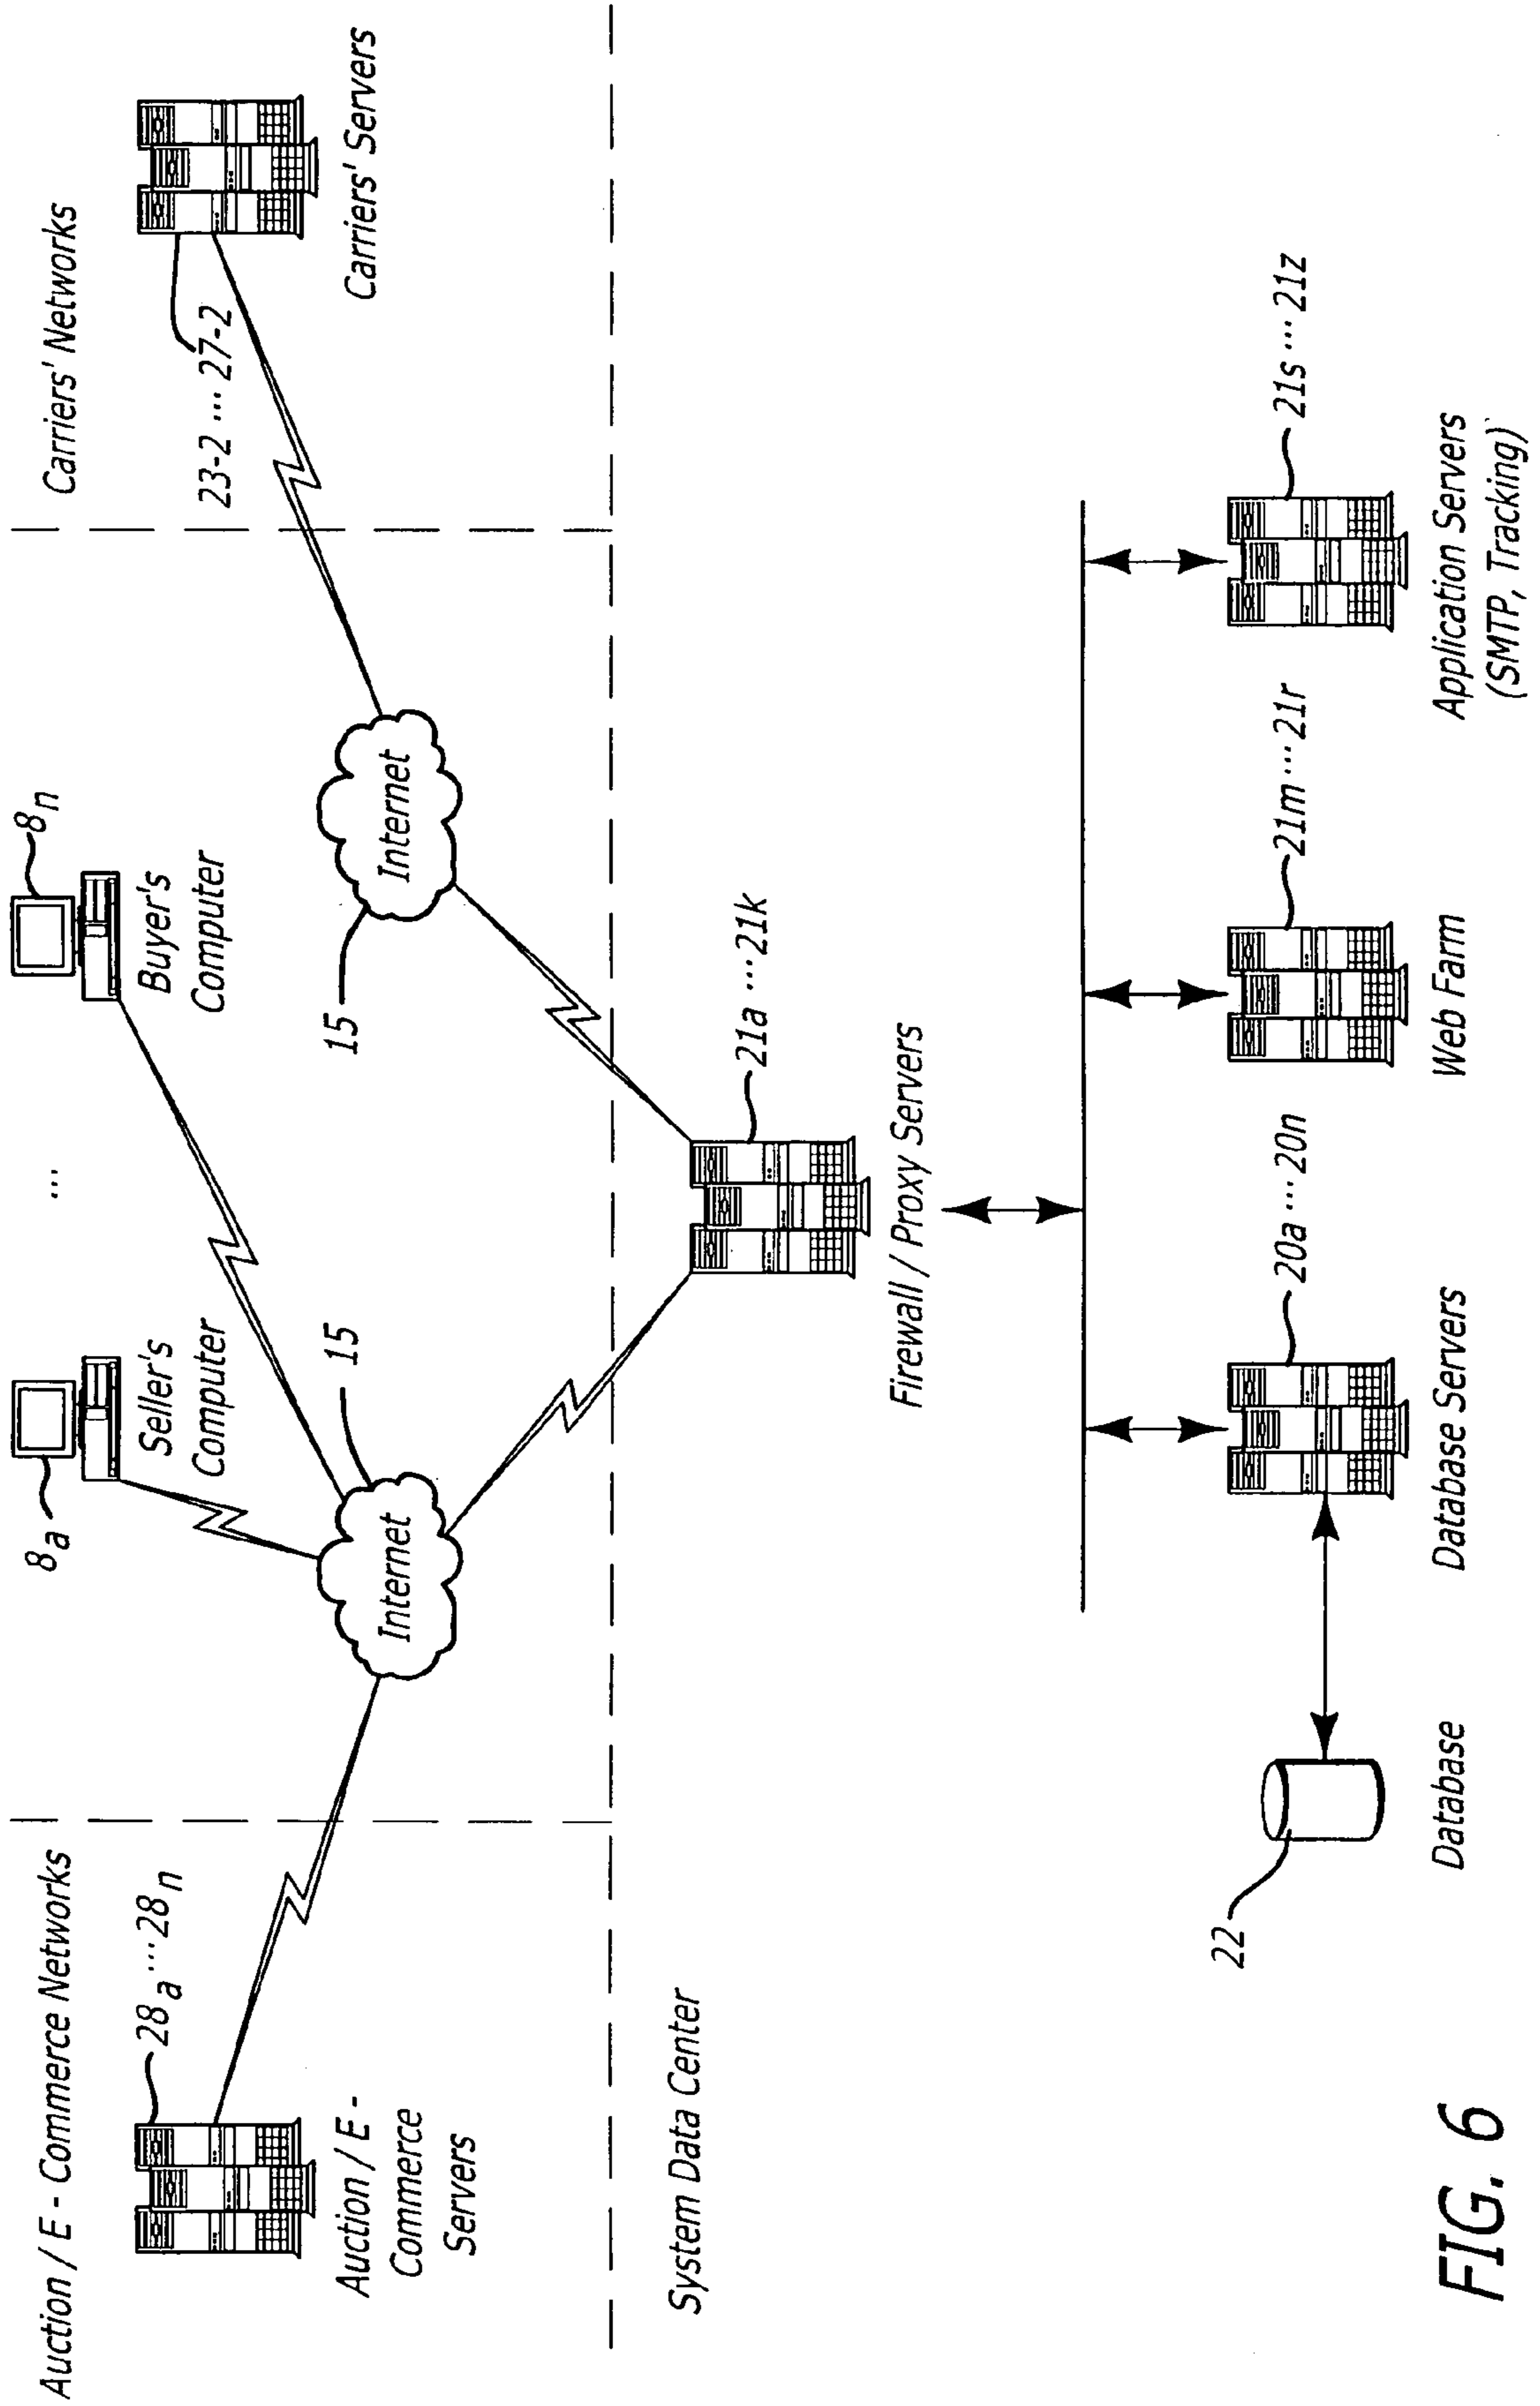 Auction / E - Commerce Networks
Carriers' Networks
8a
...
8n
Seller's
Computer
Buyer's
Computer
28a ... 28n
23-2 ... 27-2
Auction / E -
Commerce
Servers
Carriers' Servers
15
15
Internet
Internet
System Data Center
21a ... 21k
Firewall / Proxy Servers
22
20a ... 20n
21m ... 21r
21s ... 21z
Database
Database Servers
Web Farm
Application Servers
(SMTP, Tracking)
FIG. 6